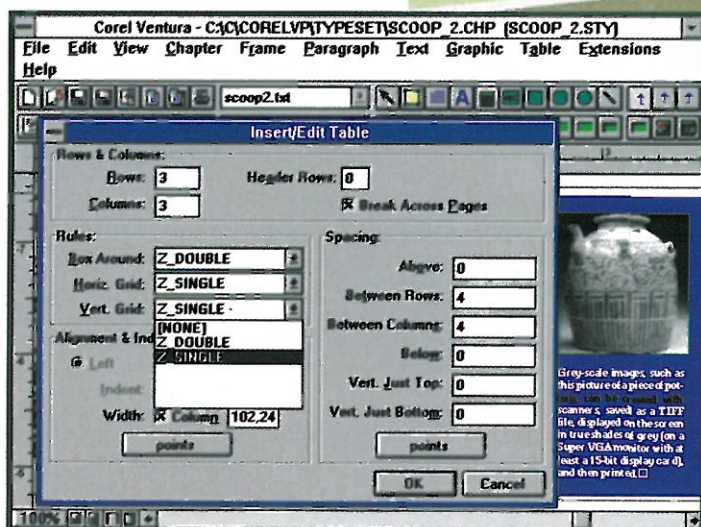 Corel Ventura - C:\C\CORELVP\TYPESET\SCOOP_2.CHP [SCOOP_2.STY]
File Edit View Chapter Frame Paragraph Text Graphic Table Extensions
Help
scoop2.txt
Insert/Edit Table
Rows & Columns:
Rows: 3 Header Rows: 0
Columns: 3 Break Across Pages
Rules:
Box Around: Z_DOUBLE
Horiz. Grid: Z_SINGLE
Vert. Grid: Z_SINGLE
[NONE]
Z_DOUBLE
Z_SINGLE
Alignment & Ind
Left
Indent:
Width: Column 102,24
points
Spacing:
Above: 0
Between Rows: 4
Between Columns: 4
Below: 0
Vert. Just Top: 0
Vert. Just Bottom: 0
points
OK Cancel
Grey-scale images, such as
this picture of a piece of pot-
tery, can be created with
scanners, saved as a TIFF
file, displayed on the screen
in true shades of grey (on a
Super VGA monitor with at
least a 15-bit display card),
and then printed.
100%